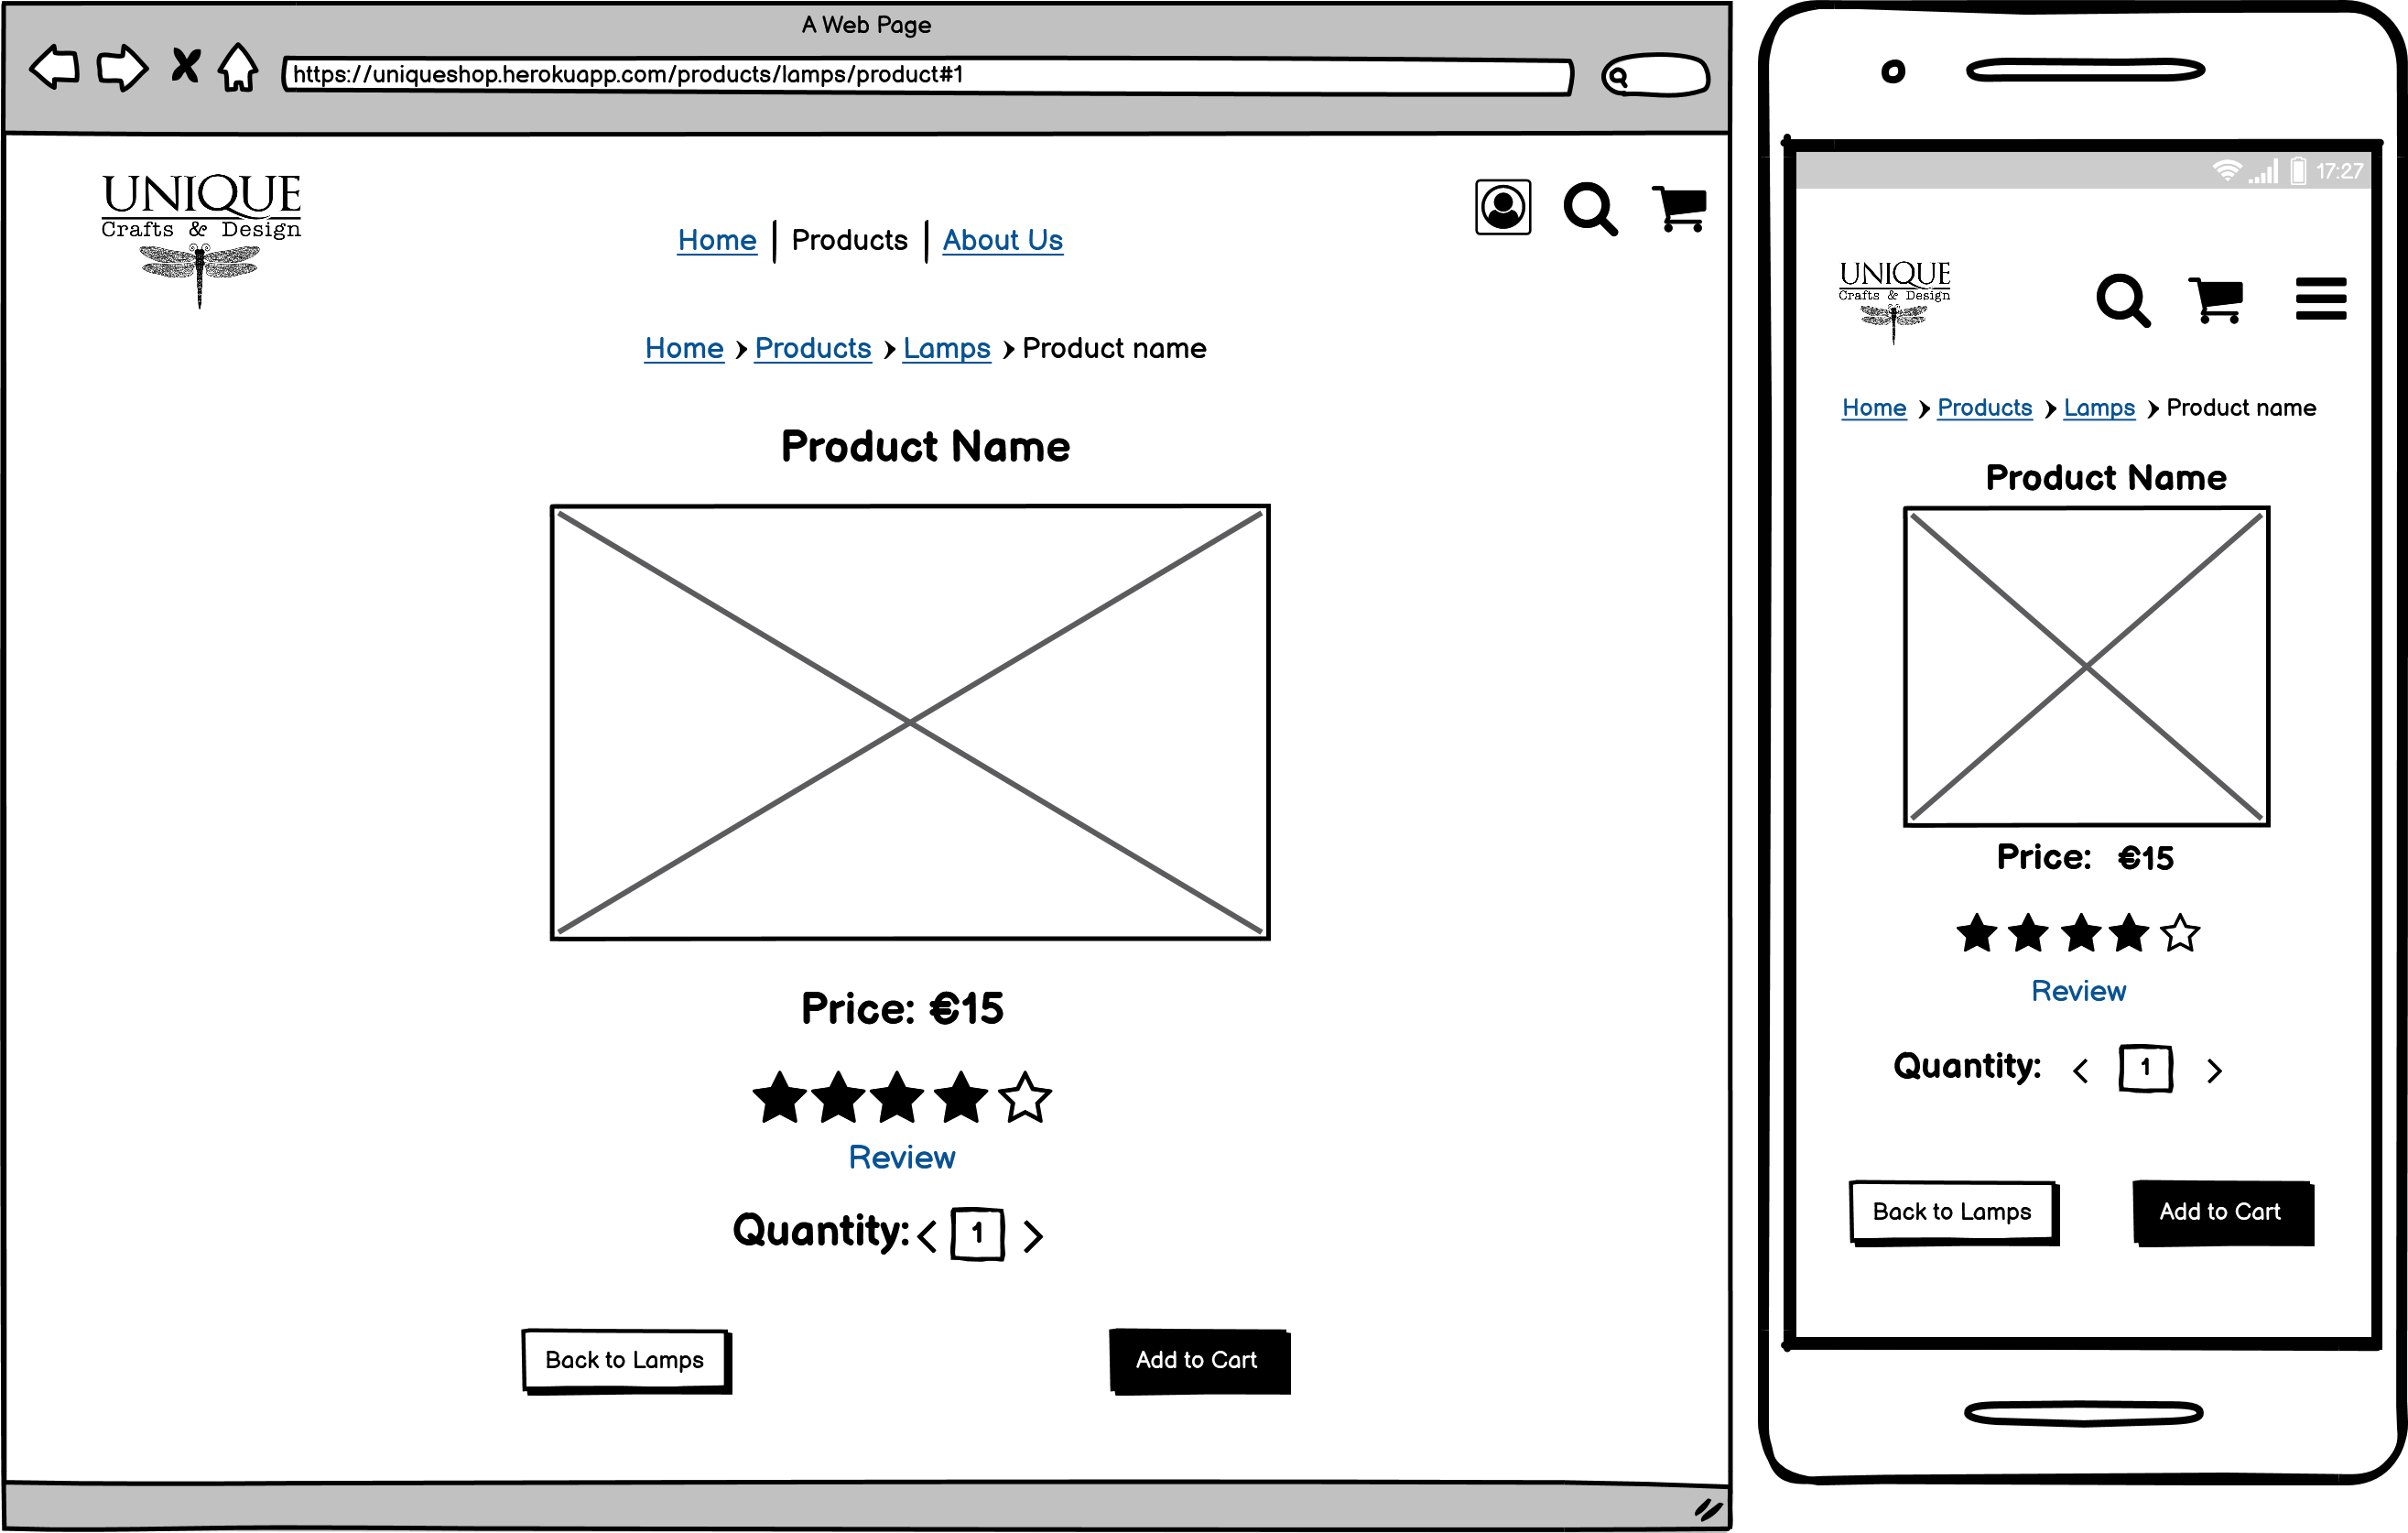 A Web Page
https://uniqueshop.herokuapp.com/products/lamps/product#1
UNIQUE
Crafts & Design
Home | Products | About Us
Home > Products > Lamps > Product name
Product Name
Price: €15
Review
Quantity: < 1 >
Back to Lamps
Add to Cart
17:27
UNIQUE
Crafts & Design
Home > Products > Lamps > Product name
Product Name
Price: €15
Review
Quantity: < 1 >
Back to Lamps
Add to Cart